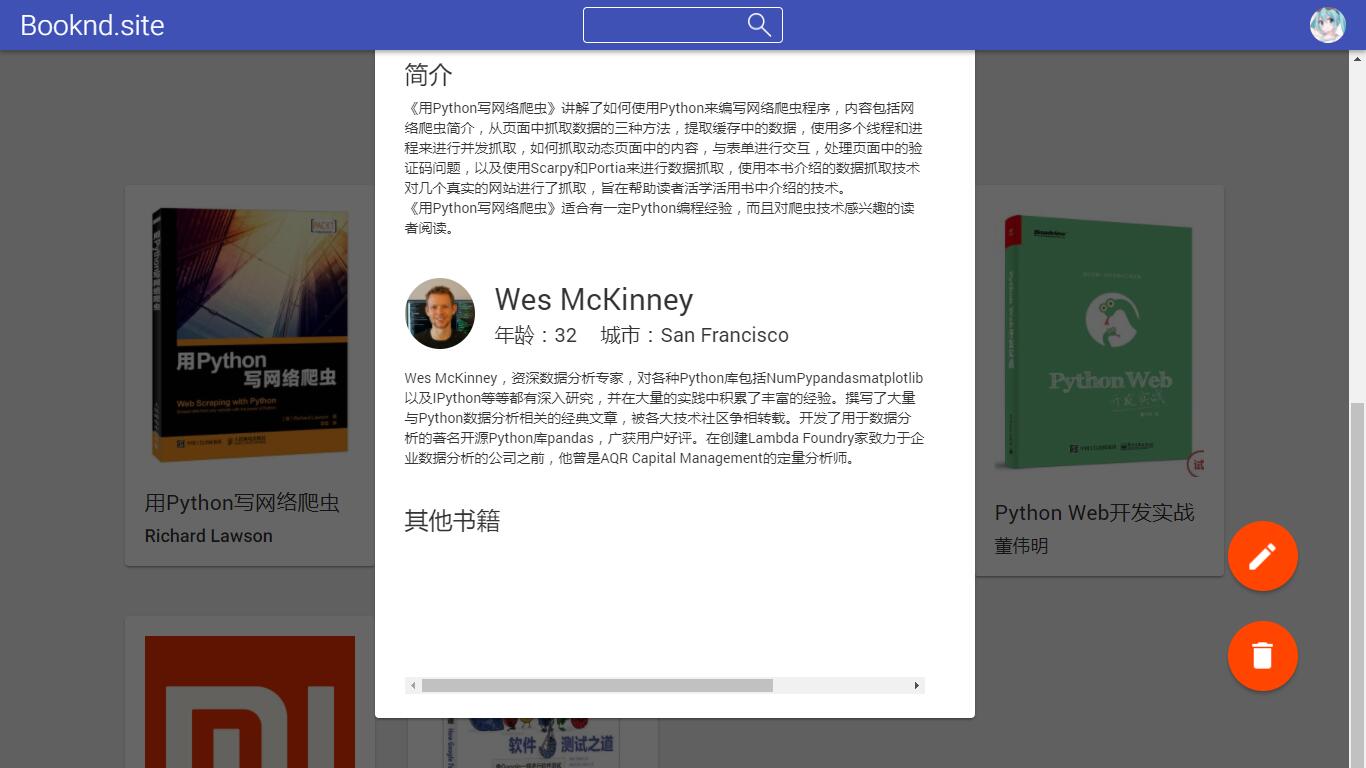 Booknd.site
简介
《用Python写网络爬虫》讲解了如何使用Python来编写网络爬虫程序，内容包括网
络爬虫简介，从页面中抓取数据的三种方法，提取缓存中的数据，使用多个线程和进
程来进行并发抓取，如何抓取动态页面中的内容，与表单进行交互，处理页面中的验
证码问题，以及使用Scarpy和Portia来进行数据抓取，使用本书介绍的数据抓取技术
对几个真实的网站进行了抓取，旨在帮助读者活学活用书中介绍的技术。
《用Python写网络爬虫》适合有一定Python编程经验，而且对爬虫技术感兴趣的读
者阅读。
Wes McKinney
年龄：32 城市：San Francisco
Wes McKinney，资深数据分析专家，对各种Python库包括NumPypandasmatplotlib
以及IPython等等都有深入研究，并在大量的实践中积累了丰富的经验。撰写了大量
与Python数据分析相关的经典文章，被各大技术社区争相转载。开发了用于数据分
析的著名开源Python库pandas，广获用户好评。在创建Lambda Foundry家致力于企
业数据分析的公司之前，他曾是AQR Capital Management的定量分析师。
其他书籍
用Python
写网络爬虫
Web Scraping with Python
用Python写网络爬虫
Richard Lawson
Broadview
Python Web
开发实战
试
Python Web开发实战
董伟明
软件测试之道